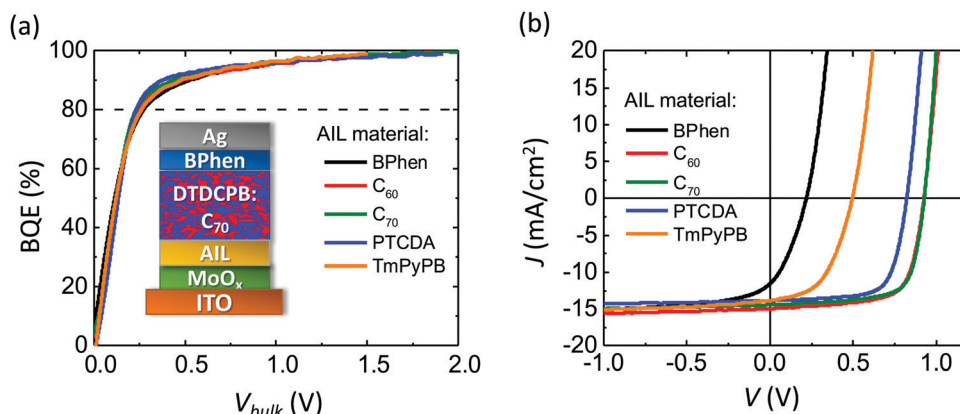 (a)
100
80
60
40
20
0
BQE (%)
0.0
0.5
1.0
1.5
2.0
V_bulk (V)
Ag
BPhen
DTDCPB:
C₇₀
AIL
MoOₓ
ITO
AIL material:
BPhen
C₆₀
C₇₀
PTCDA
TmPyPB
(b)
20
15
10
5
0
-5
-10
-15
-20
J (mA/cm²)
-1.0
-0.5
0.0
0.5
1.0
V (V)
AIL material:
BPhen
C₆₀
C₇₀
PTCDA
TmPyPB